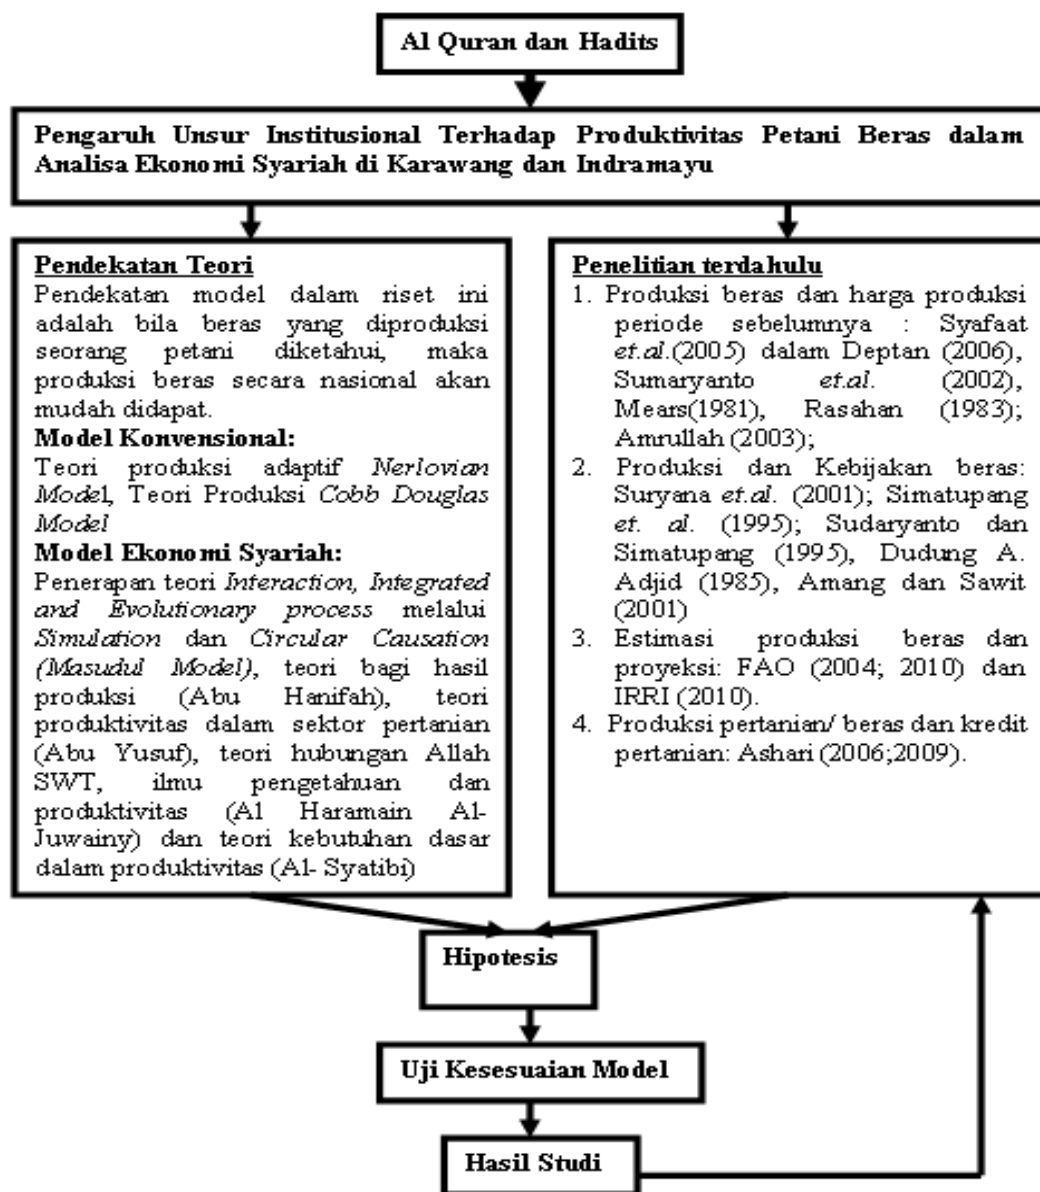 Al Quran dan Hadits
Pengaruh Unsur Institusional Terhadap Produktivitas Petani Beras dalam
Analisa Ekonomi Syariah di Karawang dan Indramayu
Pendekatan Teori
Pendekatan model dalam riset ini
adalah bila beras yang diproduksi
seorang petani diketahui, maka
produksi beras secara nasional akan
mudah didapat.
Model Konvensional:
Teori produksi adaptif Nerlovian
Model, Teori Produksi Cobb Douglas
Model
Model Ekonomi Syariah:
Penerapan teori Interaction, Integrated
and Evolutionary process melalui
Simulation dan Circular Causation
(Masudul Model), teori bagi hasil
produksi (Abu Hanifah), teori
produktivitas dalam sektor pertanian
(Abu Yusuf), teori hubungan Allah
SWT, ilmu pengetahuan dan
produktivitas (Al Haramain Al-
Juwainy) dan teori kebutuhan dasar
dalam produktivitas (Al- Syatibi)
Penelitian terdahulu
1. Produksi beras dan harga produksi
periode sebelumnya : Syafaat
et.al.(2005) dalam Deptan (2006),
Sumaryanto et.al. (2002),
Mears(1981), Rasahan (1983);
Amrullah (2003);
2. Produksi dan Kebijakan beras:
Suryana et.al. (2001); Simatupang
et. al. (1995); Sudaryanto dan
Simatupang (1995), Dudung A.
Adjid (1985), Amang dan Sawit
(2001)
3. Estimasi produksi beras dan
proyeksi: FAO (2004; 2010) dan
IRRI (2010).
4. Produksi pertanian/ beras dan kredit
pertanian: Ashari (2006;2009).
Hipotesis
Uji Kesesuaian Model
Hasil Studi